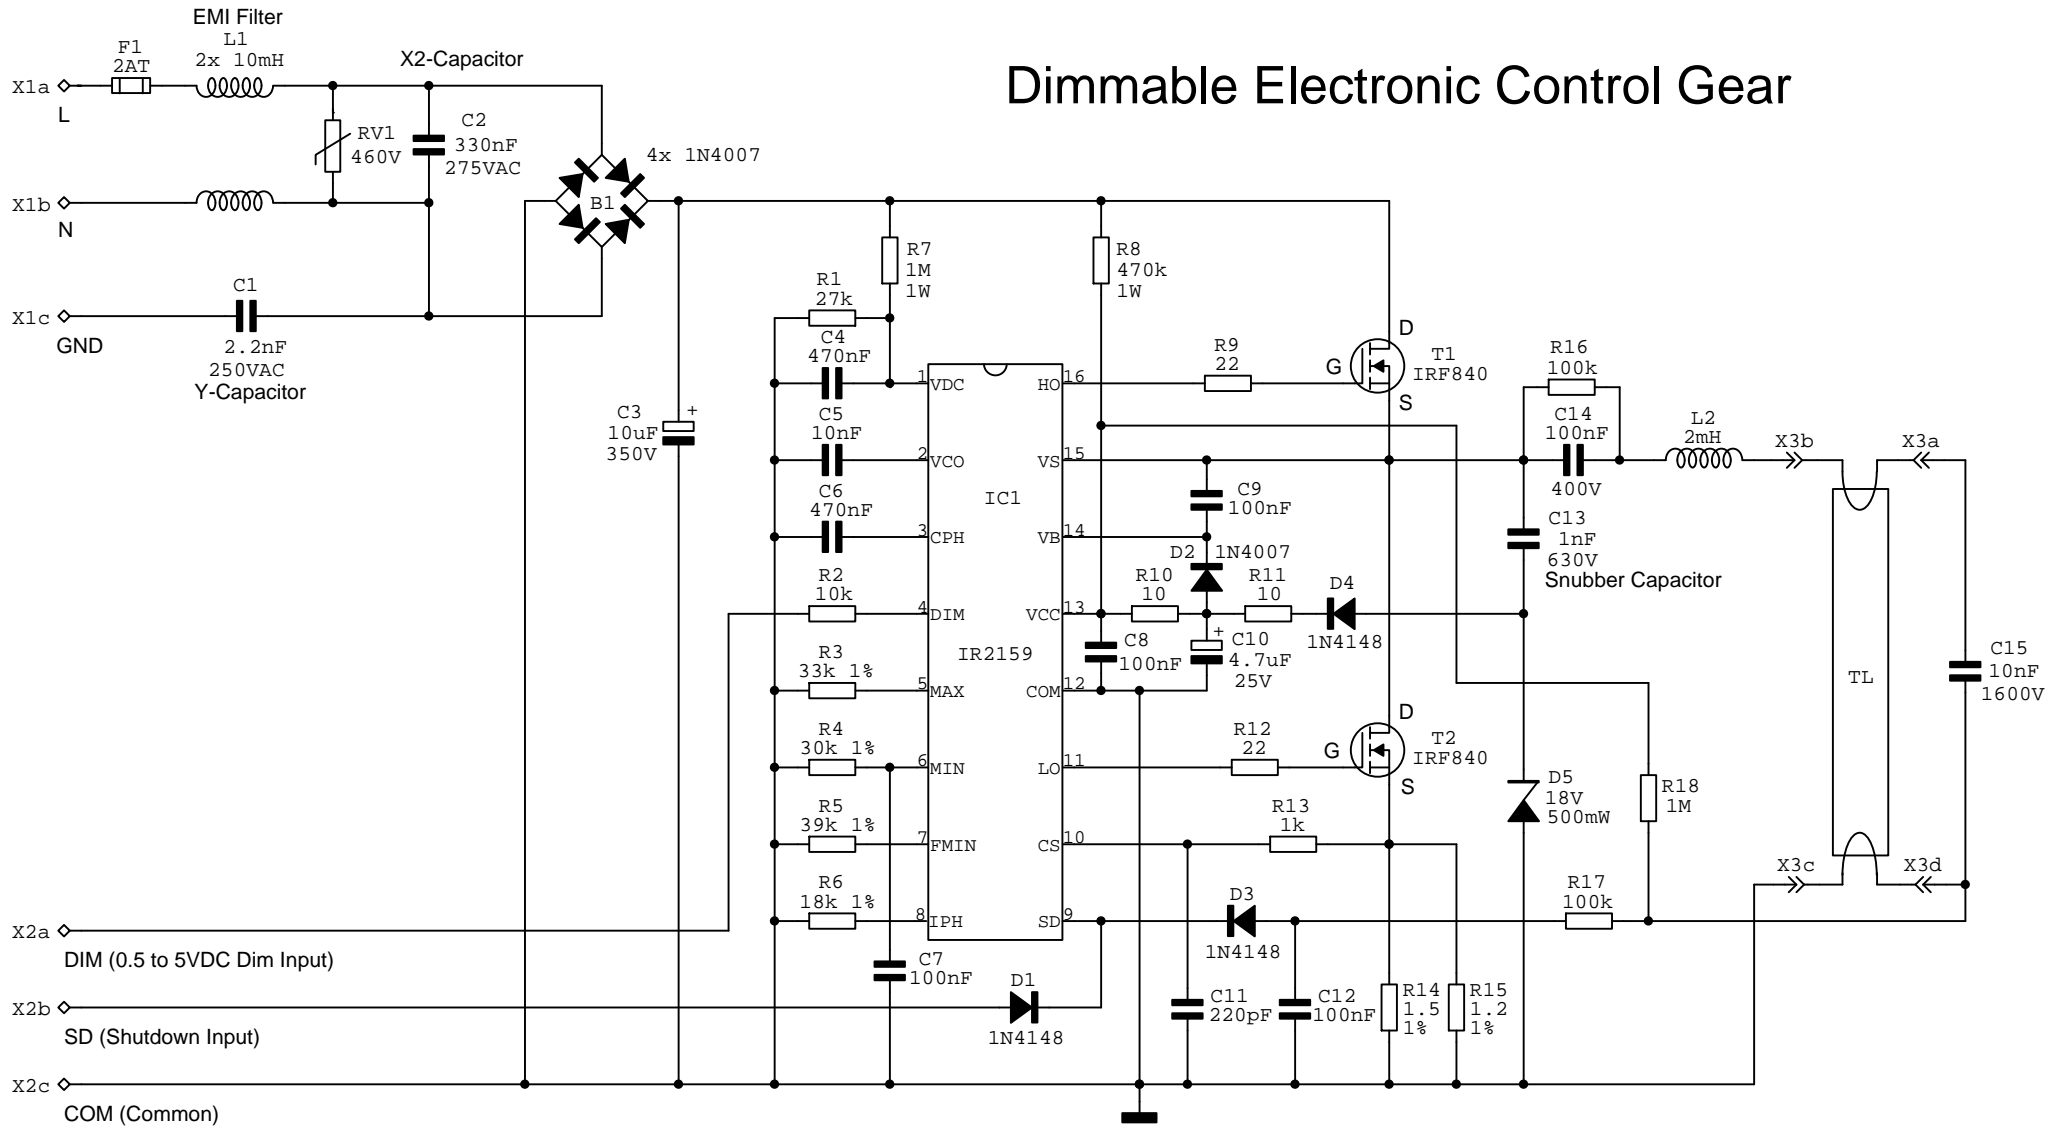 Dimmable Electronic Control Gear
EMI Filter
L1
2x 10mH
F1
2AT
X2-Capacitor
X1a
L
RV1
460V
C2
330nF
275VAC
4x 1N4007
B1
X1b
N
C1
2.2nF
250VAC
Y-Capacitor
X1c
GND
C3
+
10uF
350V
R7
1M
1W
R8
470k
1W
R1
27k
C4
470nF
C5
10nF
C6
470nF
R2
10k
R3
33k 1%
R4
30k 1%
R5
39k 1%
R6
18k 1%
C7
100nF
IC1
IR2159
1
VDC
2
VCO
3
CPH
4
DIM
5
MAX
6
MIN
7
FMIN
8
IPH
16
HO
15
VS
14
VB
13
VCC
12
COM
11
LO
10
CS
9
SD
R9
22
D
G
S
T1
IRF840
R16
100k
C14
100nF
400V
L2
2mH
X3b
X3a
C9
100nF
D2
1N4007
R10
10
R11
10
D4
1N4148
C13
1nF
630V
Snubber Capacitor
C8
100nF
+
C10
4.7uF
25V
R12
22
D
G
S
T2
IRF840
D5
18V
500mW
R18
1M
TL
C15
10nF
1600V
R13
1k
X3c
X3d
D3
1N4148
R17
100k
C11
220pF
C12
100nF
R14
1.5
1%
R15
1.2
1%
D1
1N4148
X2a
DIM (0.5 to 5VDC Dim Input)
X2b
SD (Shutdown Input)
X2c
COM (Common)